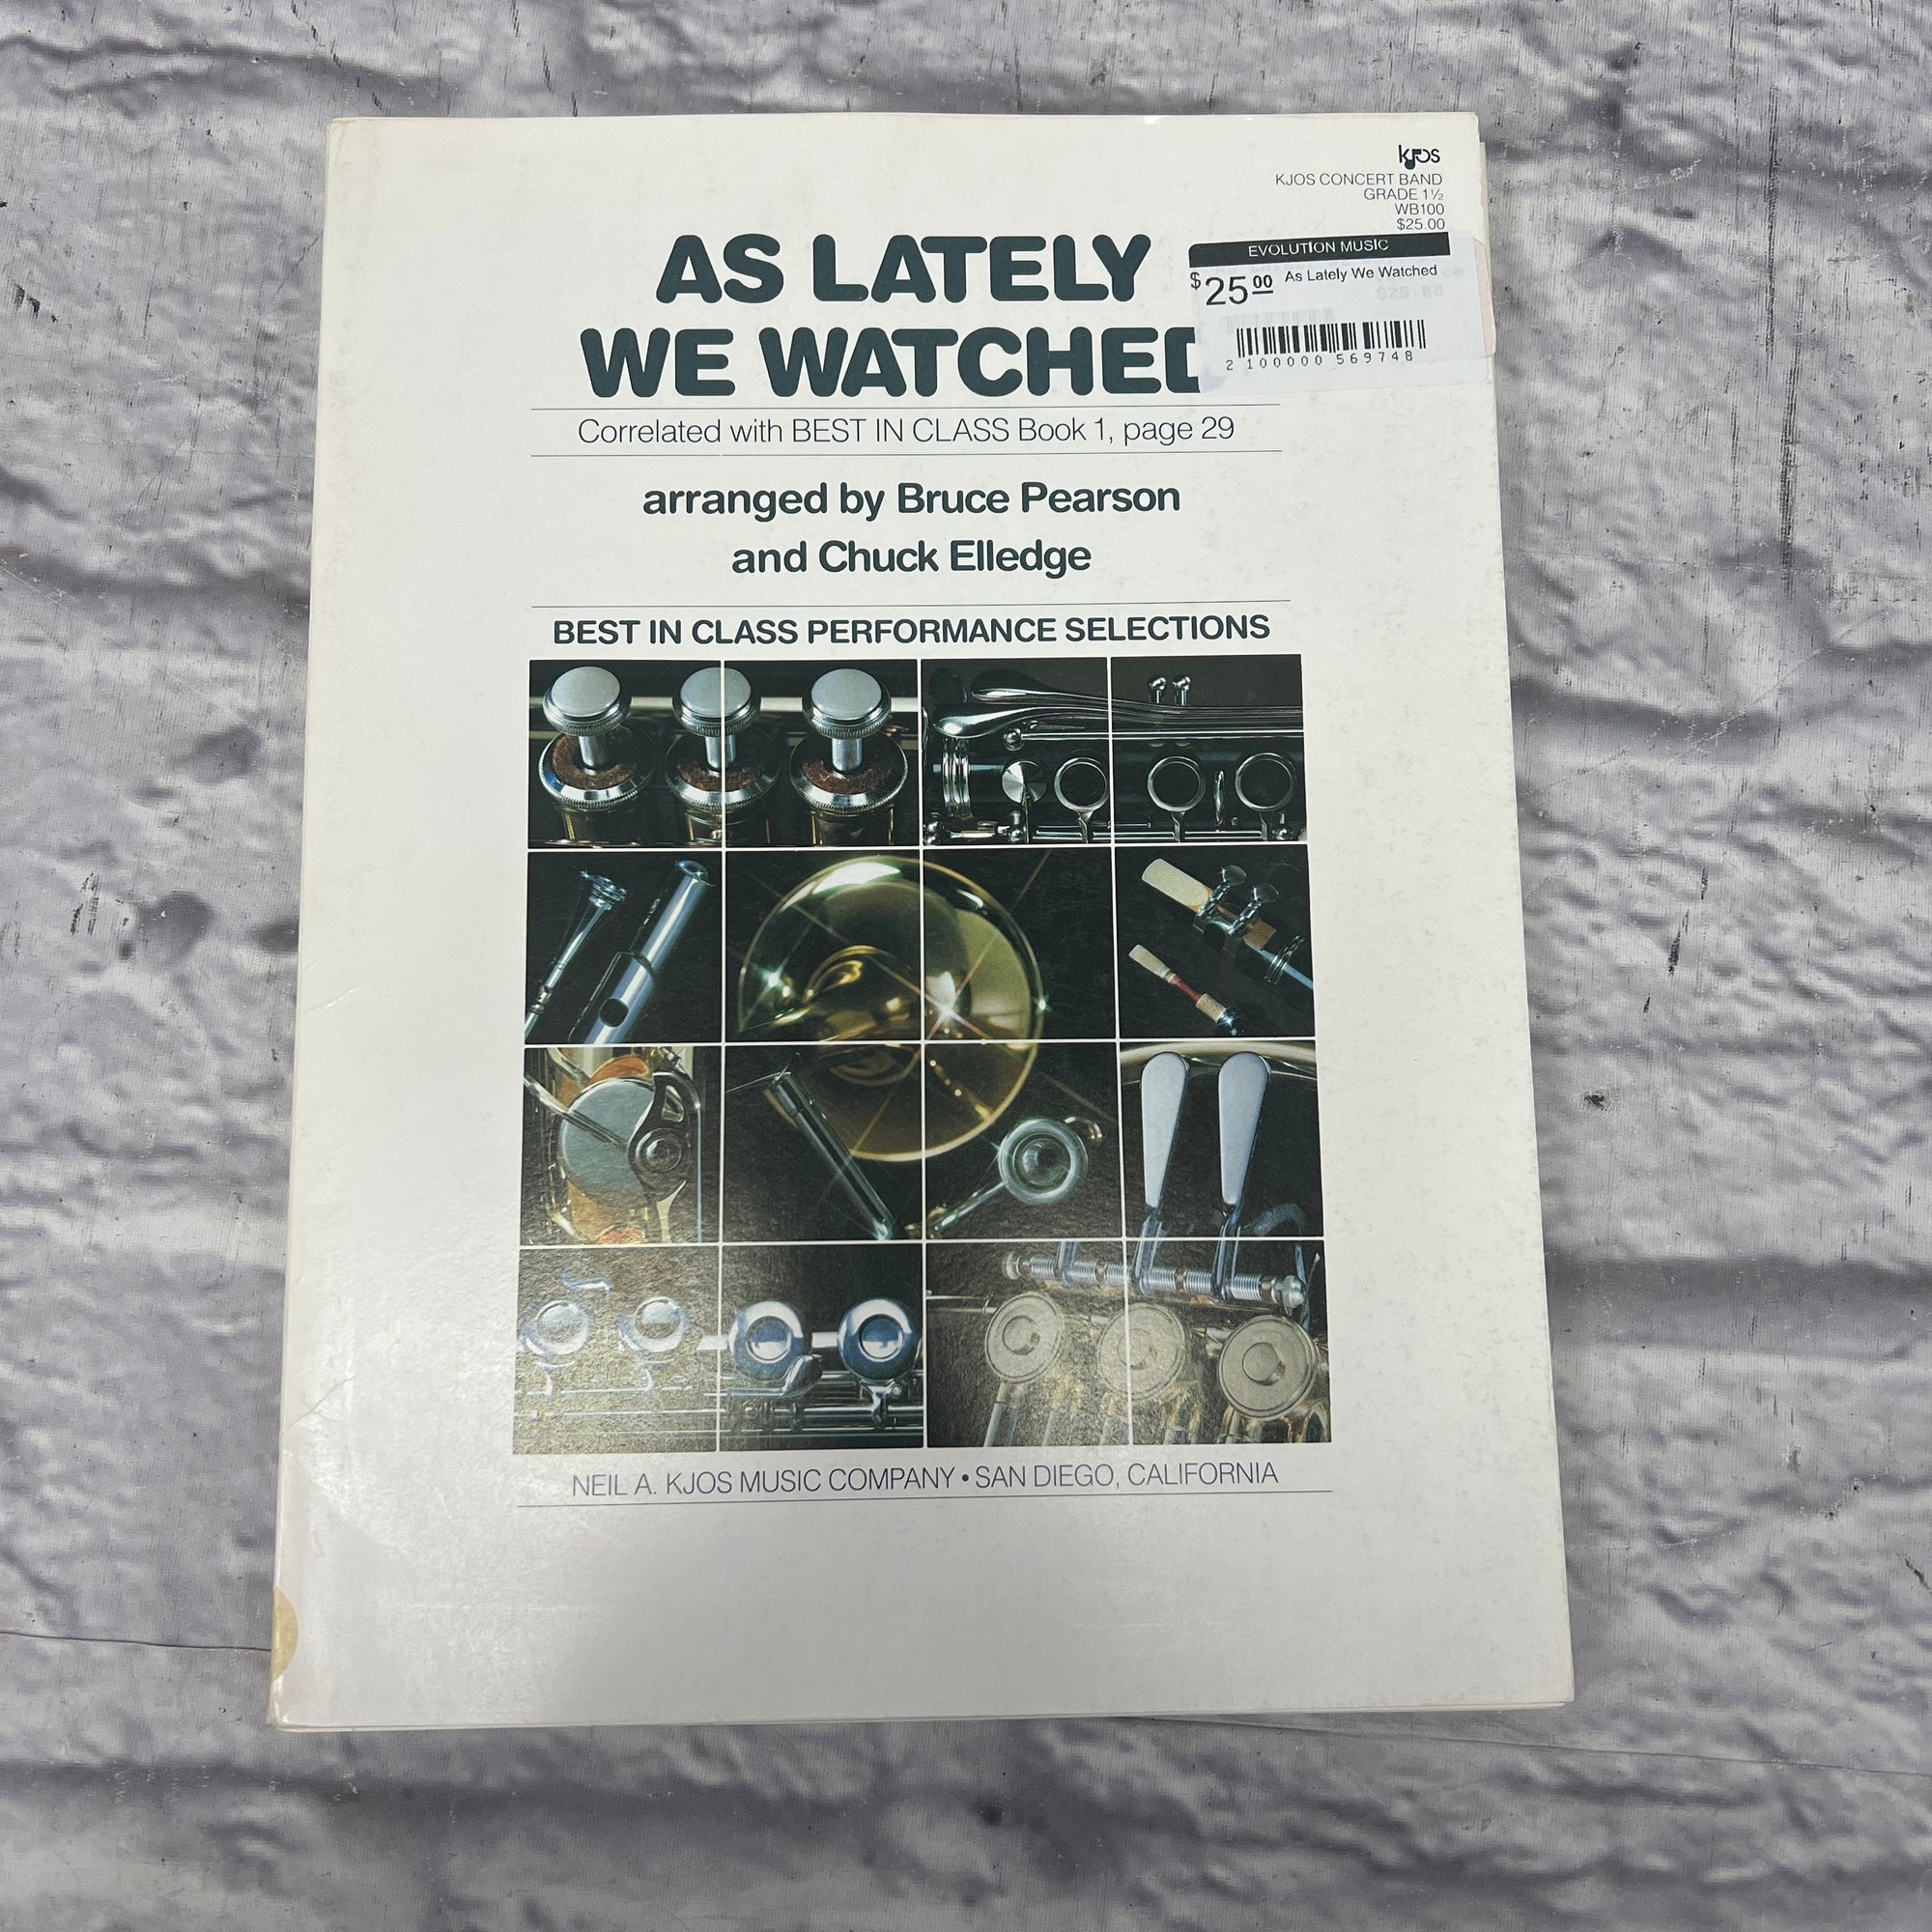 kjos
KJOS CONCERT BAND
GRADE 1½
WB100
$25.00
EVOLUTION MUSIC
$25.00 As Lately We Watched
$25.00
2 100000 569748
AS LATELY
WE WATCHED
Correlated with BEST IN CLASS Book 1, page 29
arranged by Bruce Pearson
and Chuck Elledge
BEST IN CLASS PERFORMANCE SELECTIONS
NEIL A. KJOS MUSIC COMPANY • SAN DIEGO, CALIFORNIA